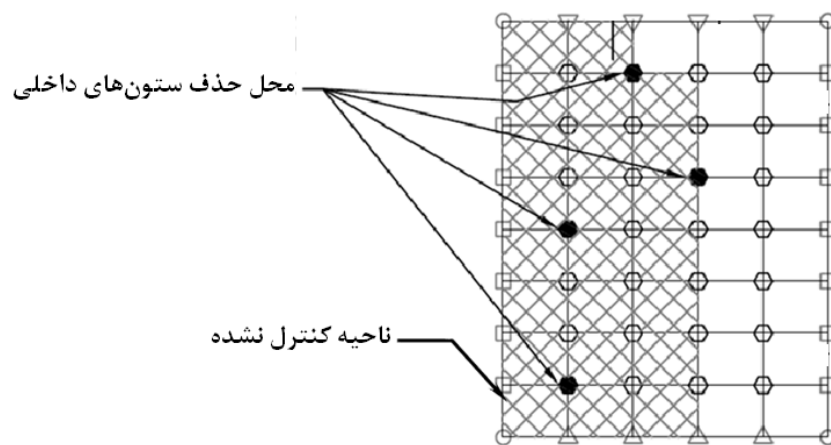 محل حذف ستون‌های داخلی
ناحیه کنترل نشده